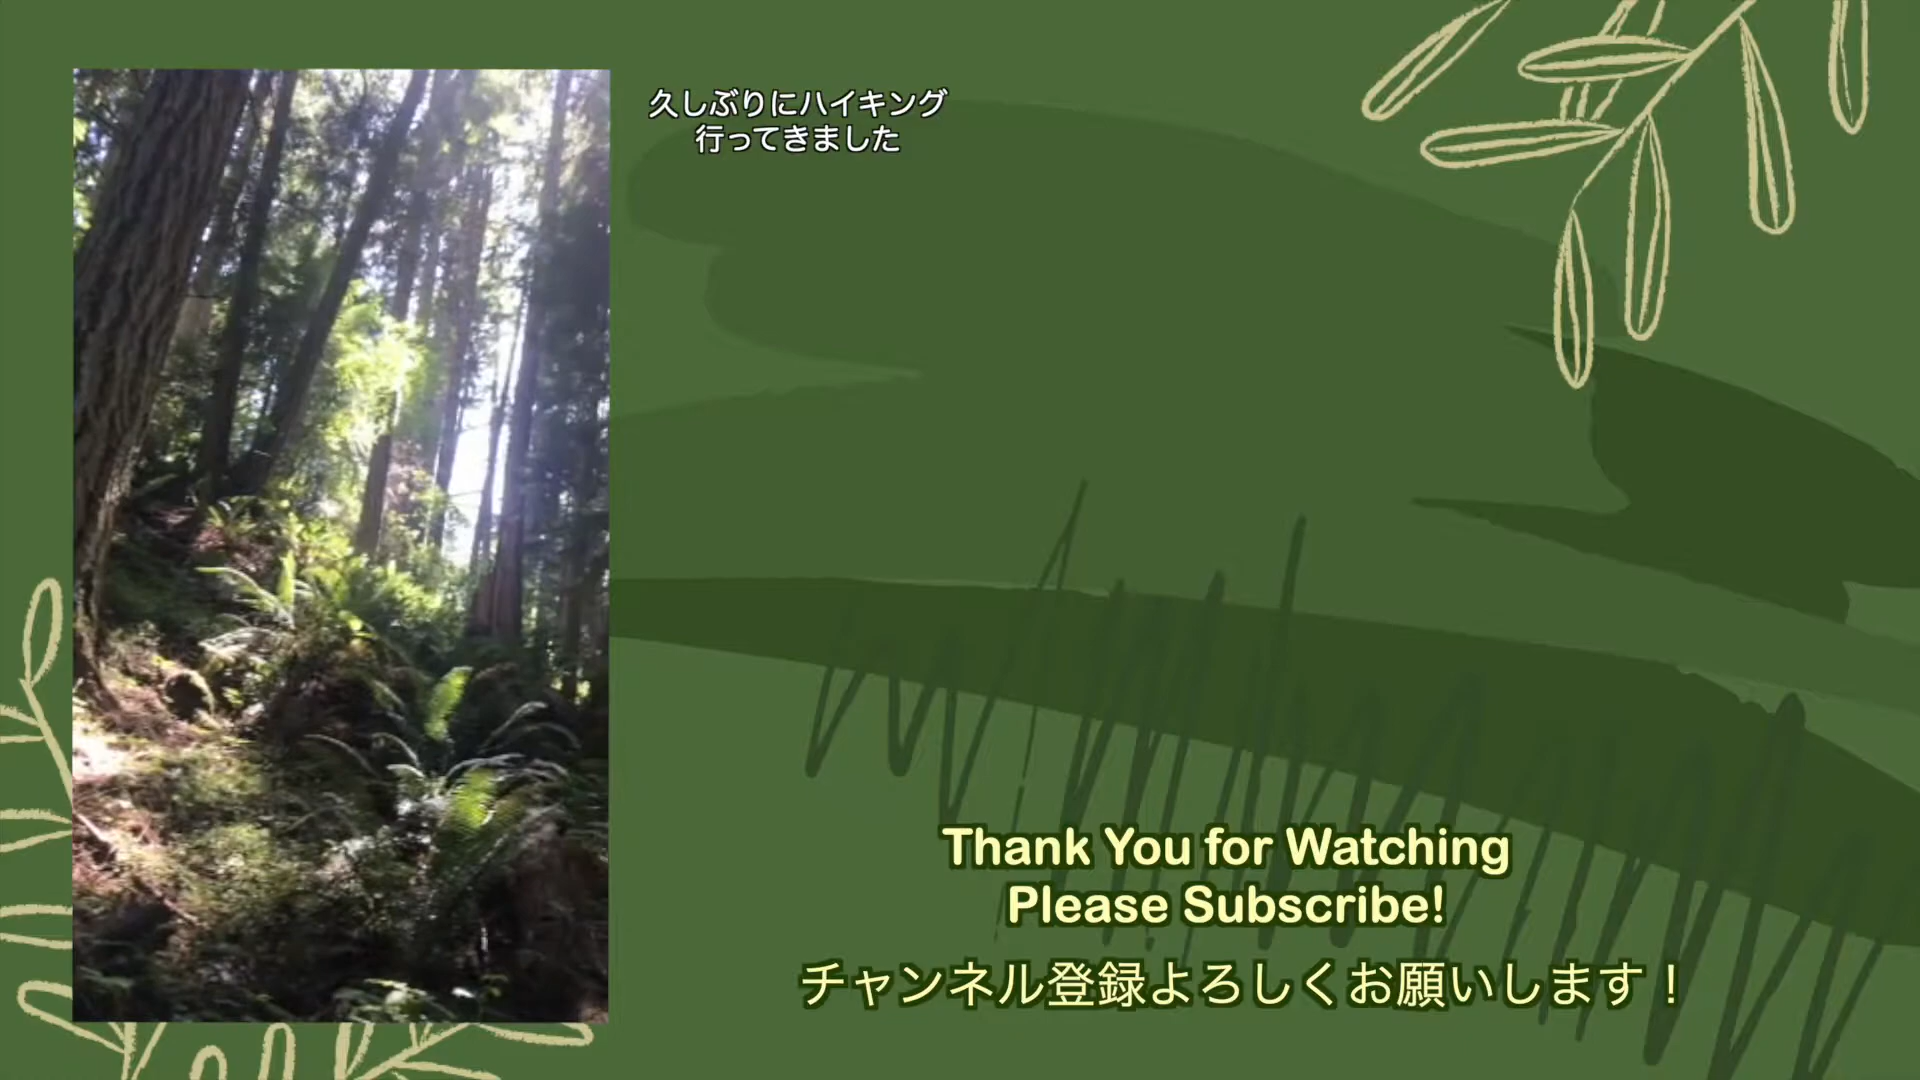 久しぶりにハイキング
行ってきました
Thank You for Watching
Please Subscribe!
チャンネル登録よろしくお願いします！